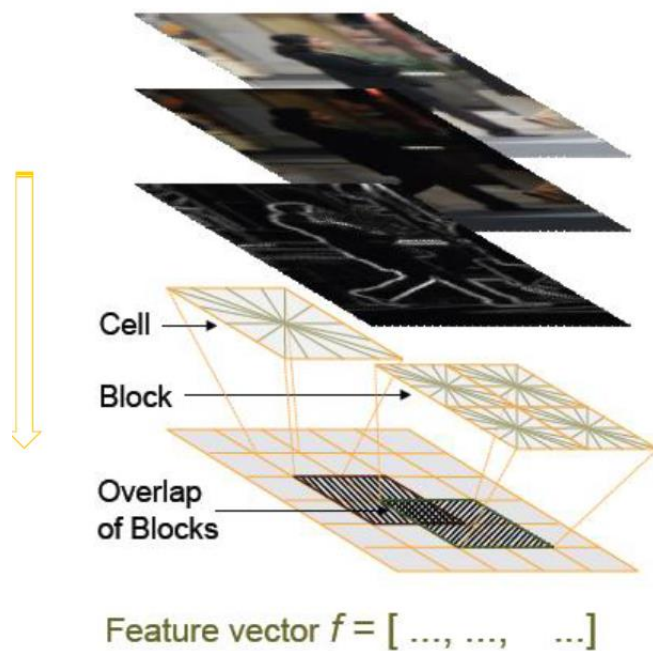 Cell
Block
Overlap
of Blocks
Feature vector f = [ ..., ..., ...]